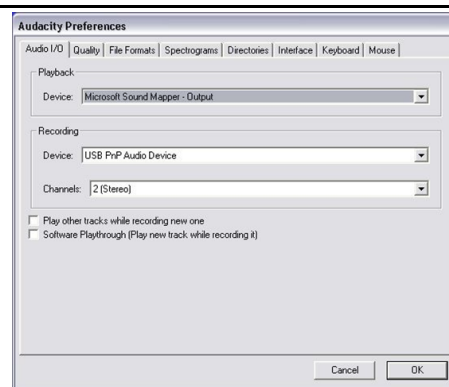 Audacity Preferences
Audio I/O Quality File Formats Spectrograms Directories Interface Keyboard Mouse
Playback
Device: Microsoft Sound Mapper - Output
Recording
Device: USB PnP Audio Device
Channels: 2 (Stereo)
Play other tracks while recording new one
Software Playthrough (Play new track while recording it)
Cancel OK